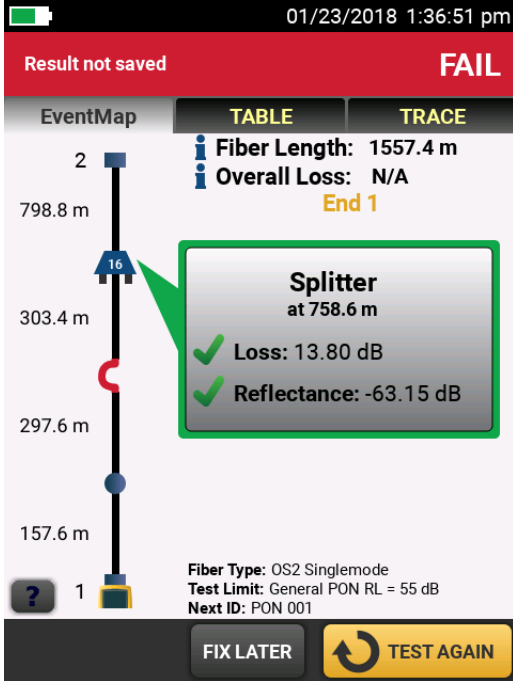 01/23/2018 1:36:51 pm
Result not saved
FAIL
EventMap
TABLE
TRACE
Fiber Length: 1557.4 m
Overall Loss: N/A
End 1
2
798.8 m
16
303.4 m
297.6 m
157.6 m
1
Splitter
at 758.6 m
Loss: 13.80 dB
Reflectance: -63.15 dB
Fiber Type: OS2 Singlemode
Test Limit: General PON RL = 55 dB
Next ID: PON 001
?
FIX LATER
TEST AGAIN